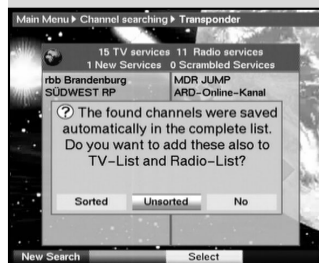 Main Menu ▶ Channel searching ▶ Transponder
15 TV services 11 Radio services
1 New Services 0 Scrambled Services
rbb Brandenburg MDR JUMP
SÜDWEST RP ARD-Online-Kanal
? The found channels were saved
automatically in the complete list.
Do you want to add these also to
TV-List and Radio-List?
Sorted Unsorted No
New Search Select